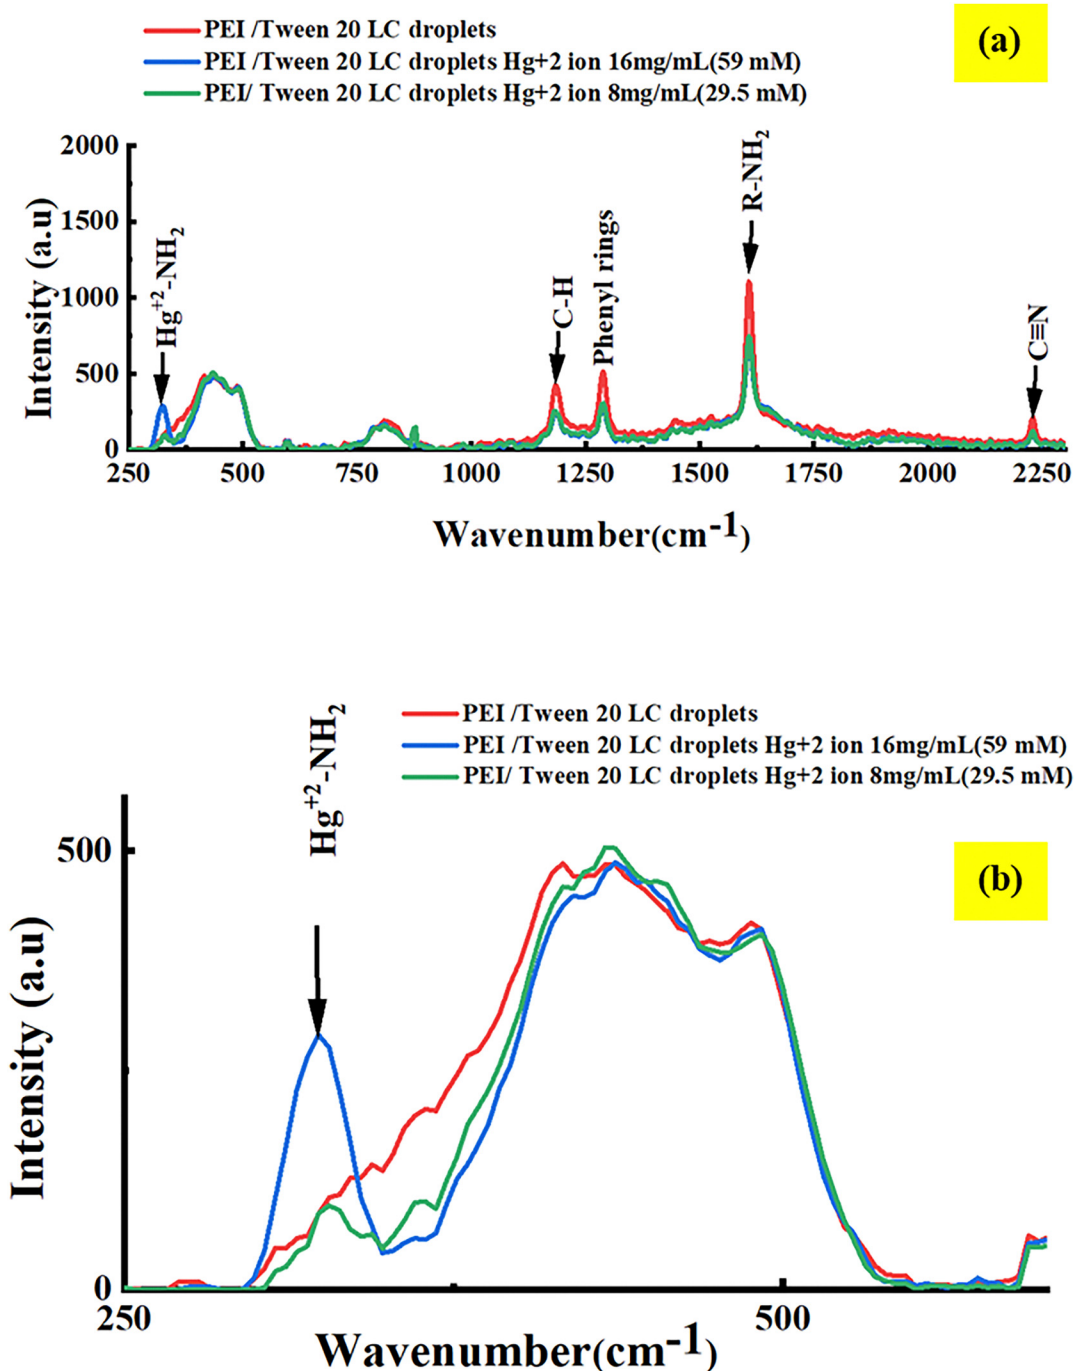 PEI /Tween 20 LC droplets
PEI /Tween 20 LC droplets Hg+2 ion 16mg/mL(59 mM)
PEI/ Tween 20 LC droplets Hg+2 ion 8mg/mL(29.5 mM)
(a)
2000
1500
1000
500
0
Intensity (a.u)
Hg⁺²-NH₂
C-H
Phenyl rings
R-NH₂
C≡N
250 500 750 1000 1250 1500 1750 2000 2250
Wavenumber(cm⁻¹)
PEI /Tween 20 LC droplets
PEI /Tween 20 LC droplets Hg+2 ion 16mg/mL(59 mM)
PEI/ Tween 20 LC droplets Hg+2 ion 8mg/mL(29.5 mM)
(b)
Hg⁺²-NH₂
500
0
Intensity (a.u)
250 500
Wavenumber(cm⁻¹)